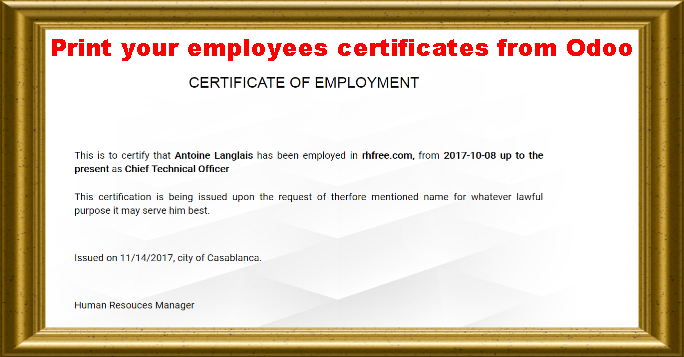 Print your employees certificates from Odoo
CERTIFICATE OF EMPLOYMENT
This is to certify that Antoine Langlais has been employed in rhfree.com, from 2017-10-08 up to the
present as Chief Technical Officer
This certification is being issued upon the request of therfore mentioned name for whatever lawful
purpose it may serve him best.
Issued on 11/14/2017, city of Casablanca.
Human Resouces Manager